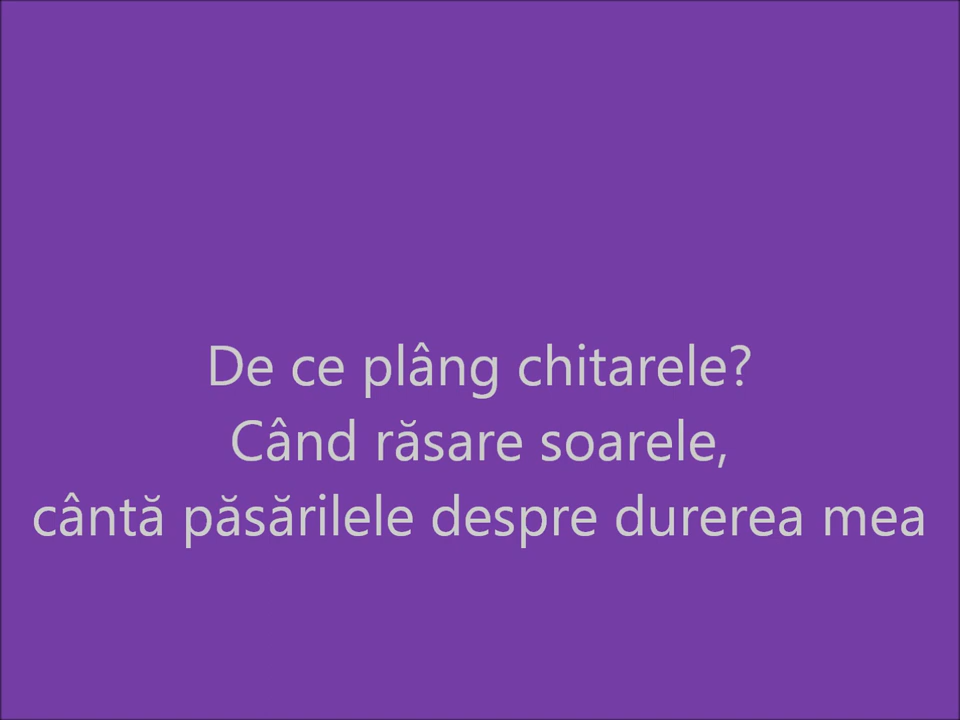 De ce plâng chitarele?
Când răsare soarele,
cântă păsărilele despre durerea mea